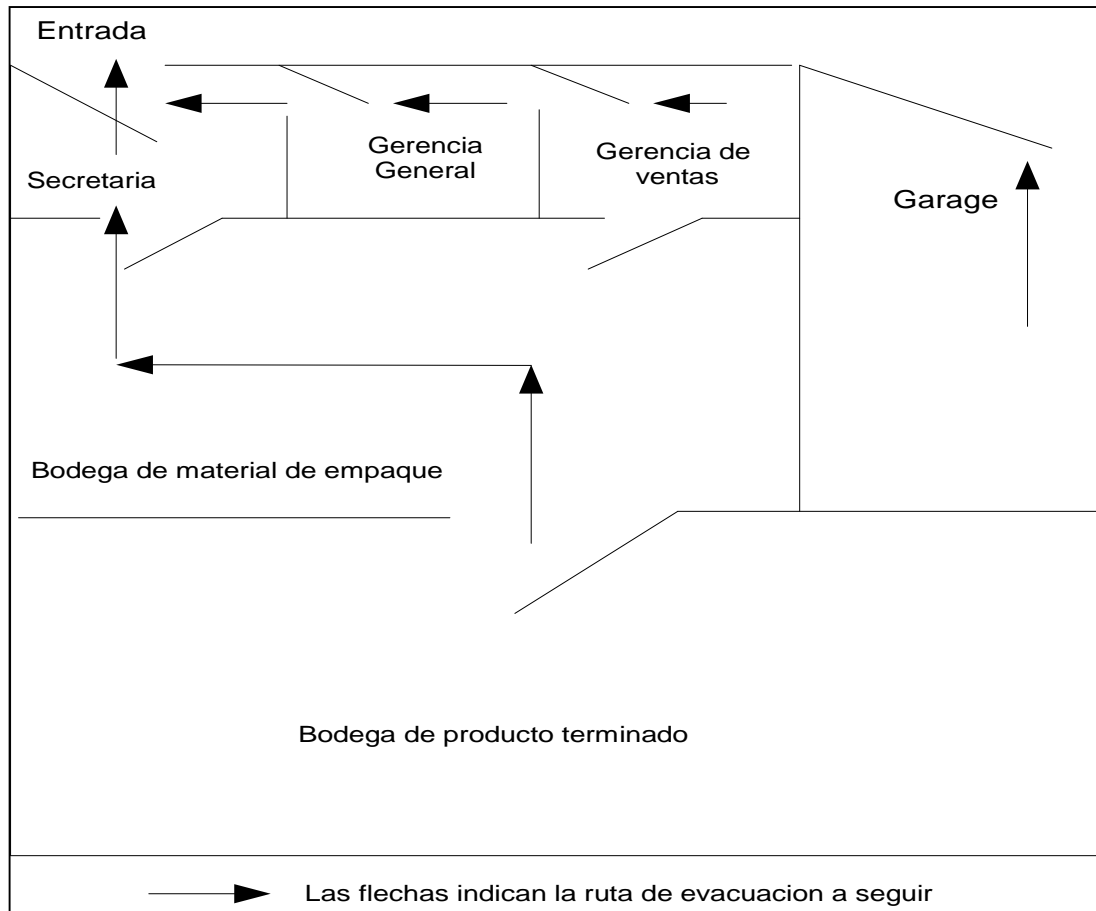 Entrada
Gerencia
General
Gerencia de
ventas
Secretaria
Garage
Bodega de material de empaque
Bodega de producto terminado
Las flechas indican la ruta de evacuacion a seguir